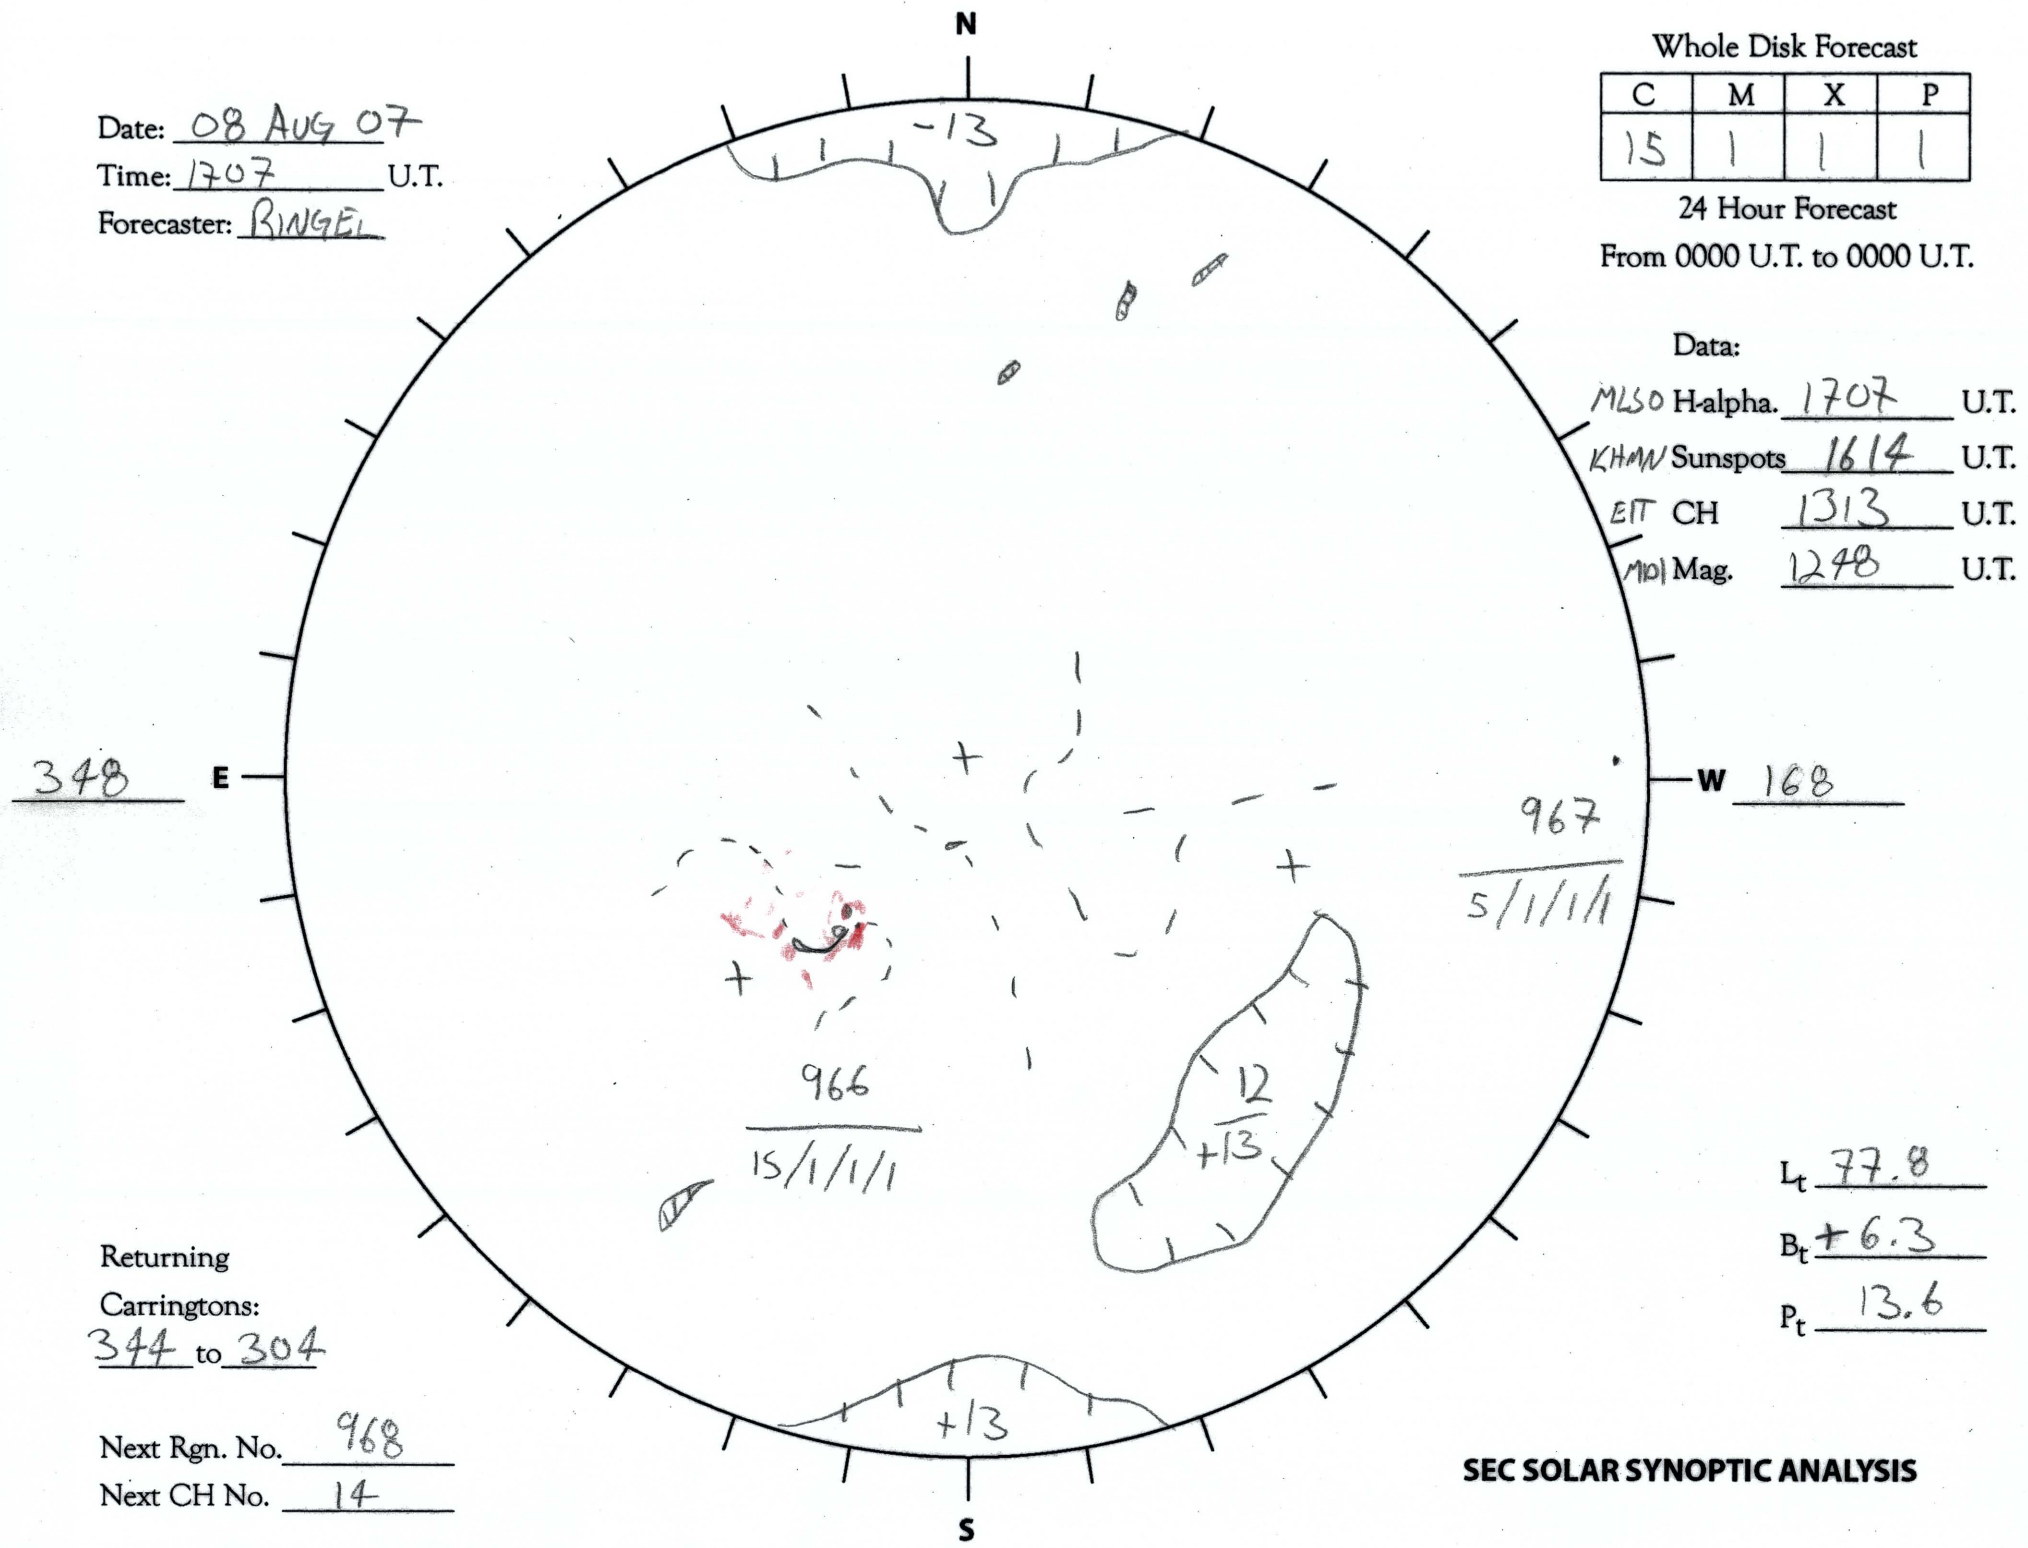 N
Date: 08 AUG 07
Time: 1707 U.T.
Forecaster: RINGEL
-13
Whole Disk Forecast
C M X P
15 1 1 1
24 Hour Forecast
From 0000 U.T. to 0000 U.T.
Data:
MLSO H-alpha. 1707 U.T.
KHMN Sunspots 1614 U.T.
EIT CH 1313 U.T.
MDI Mag. 1248 U.T.
+
348 E
W 168
967
5/1/1/1
−
+
+
966
15/1/1/1
12
+13
Lt 77.8
Bt +6.3
Pt 13.6
Returning
Carringtons:
344 to 304
+13
Next Rgn. No. 968
Next CH No. 14
SEC SOLAR SYNOPTIC ANALYSIS
S